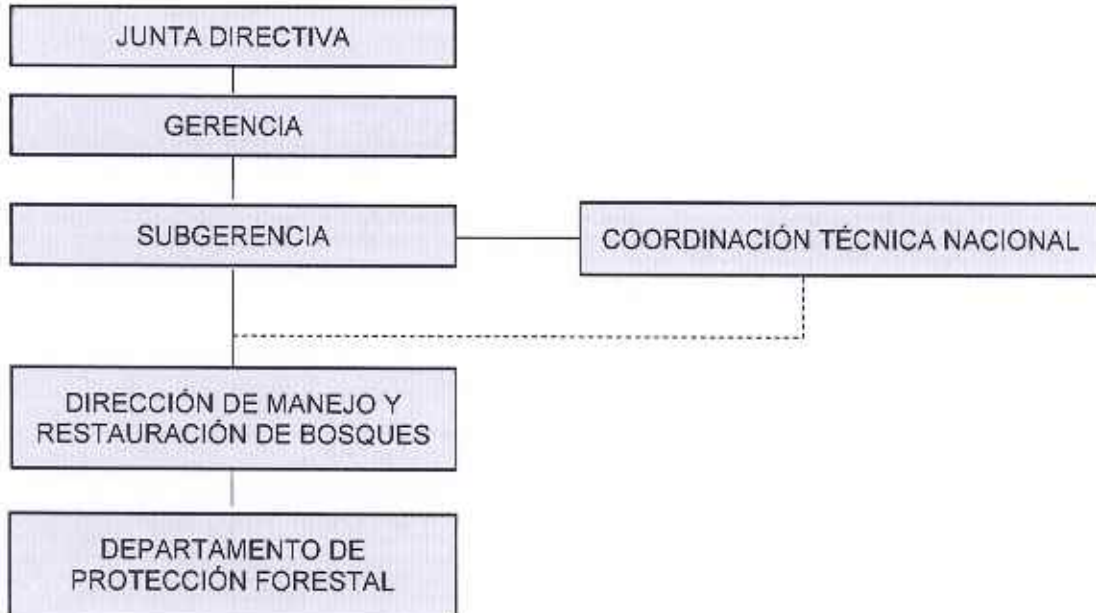 JUNTA DIRECTIVA
GERENCIA
SUBGERENCIA
COORDINACIÓN TÉCNICA NACIONAL
DIRECCIÓN DE MANEJO Y
RESTAURACIÓN DE BOSQUES
DEPARTAMENTO DE
PROTECCIÓN FORESTAL